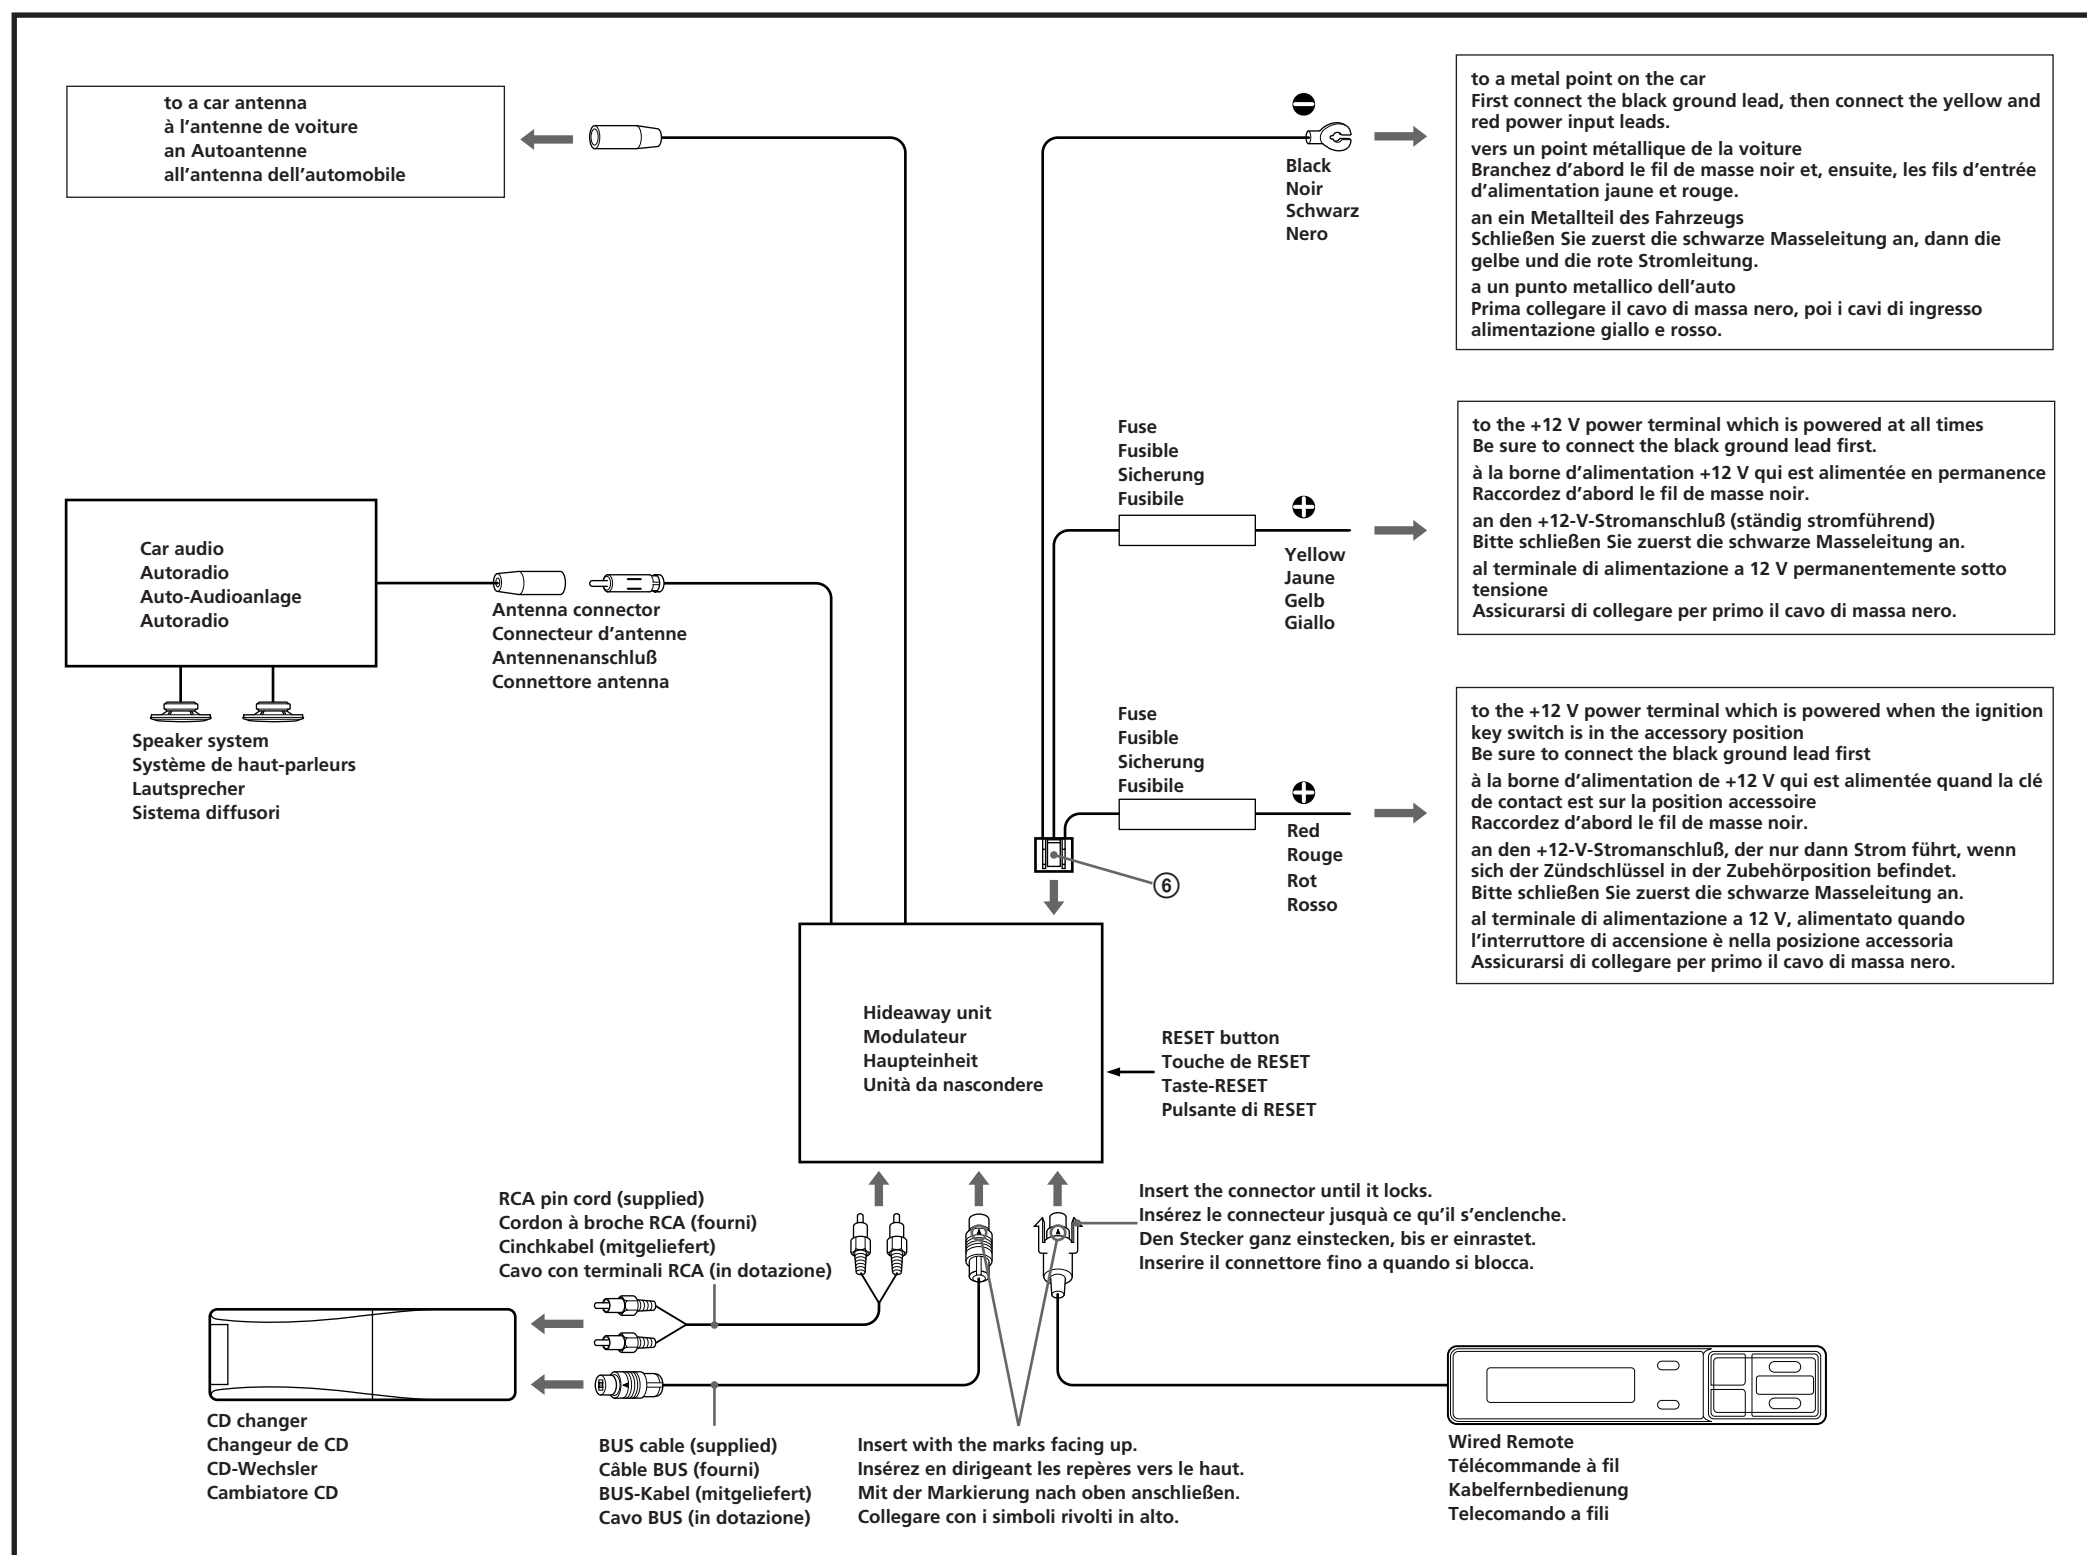 to a car antenna
à l’antenne de voiture
an Autoantenne
all’antenna dell’automobile
Black
Noir
Schwarz
Nero
to a metal point on the car
First connect the black ground lead, then connect the yellow and
red power input leads.
vers un point métallique de la voiture
Branchez d’abord le fil de masse noir et, ensuite, les fils d’entrée
d’alimentation jaune et rouge.
an ein Metallteil des Fahrzeugs
Schließen Sie zuerst die schwarze Masseleitung an, dann die
gelbe und die rote Stromleitung.
a un punto metallico dell’auto
Prima collegare il cavo di massa nero, poi i cavi di ingresso
alimentazione giallo e rosso.
Fuse
Fusible
Sicherung
Fusibile
Yellow
Jaune
Gelb
Giallo
to the +12 V power terminal which is powered at all times
Be sure to connect the black ground lead first.
à la borne d’alimentation +12 V qui est alimentée en permanence
Raccordez d’abord le fil de masse noir.
an den +12-V-Stromanschluß (ständig stromführend)
Bitte schließen Sie zuerst die schwarze Masseleitung an.
al terminale di alimentazione a 12 V permanentemente sotto
tensione
Assicurarsi di collegare per primo il cavo di massa nero.
Car audio
Autoradio
Auto-Audioanlage
Autoradio
Antenna connector
Connecteur d’antenne
Antennenanschluß
Connettore antenna
Speaker system
Système de haut-parleurs
Lautsprecher
Sistema diffusori
Fuse
Fusible
Sicherung
Fusibile
Red
Rouge
Rot
Rosso
6
to the +12 V power terminal which is powered when the ignition
key switch is in the accessory position
Be sure to connect the black ground lead first
à la borne d’alimentation de +12 V qui est alimentée quand la clé
de contact est sur la position accessoire
Raccordez d’abord le fil de masse noir.
an den +12-V-Stromanschluß, der nur dann Strom führt, wenn
sich der Zündschlüssel in der Zubehörposition befindet.
Bitte schließen Sie zuerst die schwarze Masseleitung an.
al terminale di alimentazione a 12 V, alimentato quando
l’interruttore di accensione è nella posizione accessoria
Assicurarsi di collegare per primo il cavo di massa nero.
Hideaway unit
Modulateur
Haupteinheit
Unità da nascondere
RESET button
Touche de RESET
Taste-RESET
Pulsante di RESET
RCA pin cord (supplied)
Cordon à broche RCA (fourni)
Cinchkabel (mitgeliefert)
Cavo con terminali RCA (in dotazione)
Insert the connector until it locks.
Insérez le connecteur jusquà ce qu’il s’enclenche.
Den Stecker ganz einstecken, bis er einrastet.
Inserire il connettore fino a quando si blocca.
CD changer
Changeur de CD
CD-Wechsler
Cambiatore CD
BUS cable (supplied)
Câble BUS (fourni)
BUS-Kabel (mitgeliefert)
Cavo BUS (in dotazione)
Insert with the marks facing up.
Insérez en dirigeant les repères vers le haut.
Mit der Markierung nach oben anschließen.
Collegare con i simboli rivolti in alto.
Wired Remote
Télécommande à fil
Kabelfernbedienung
Telecomando a fili